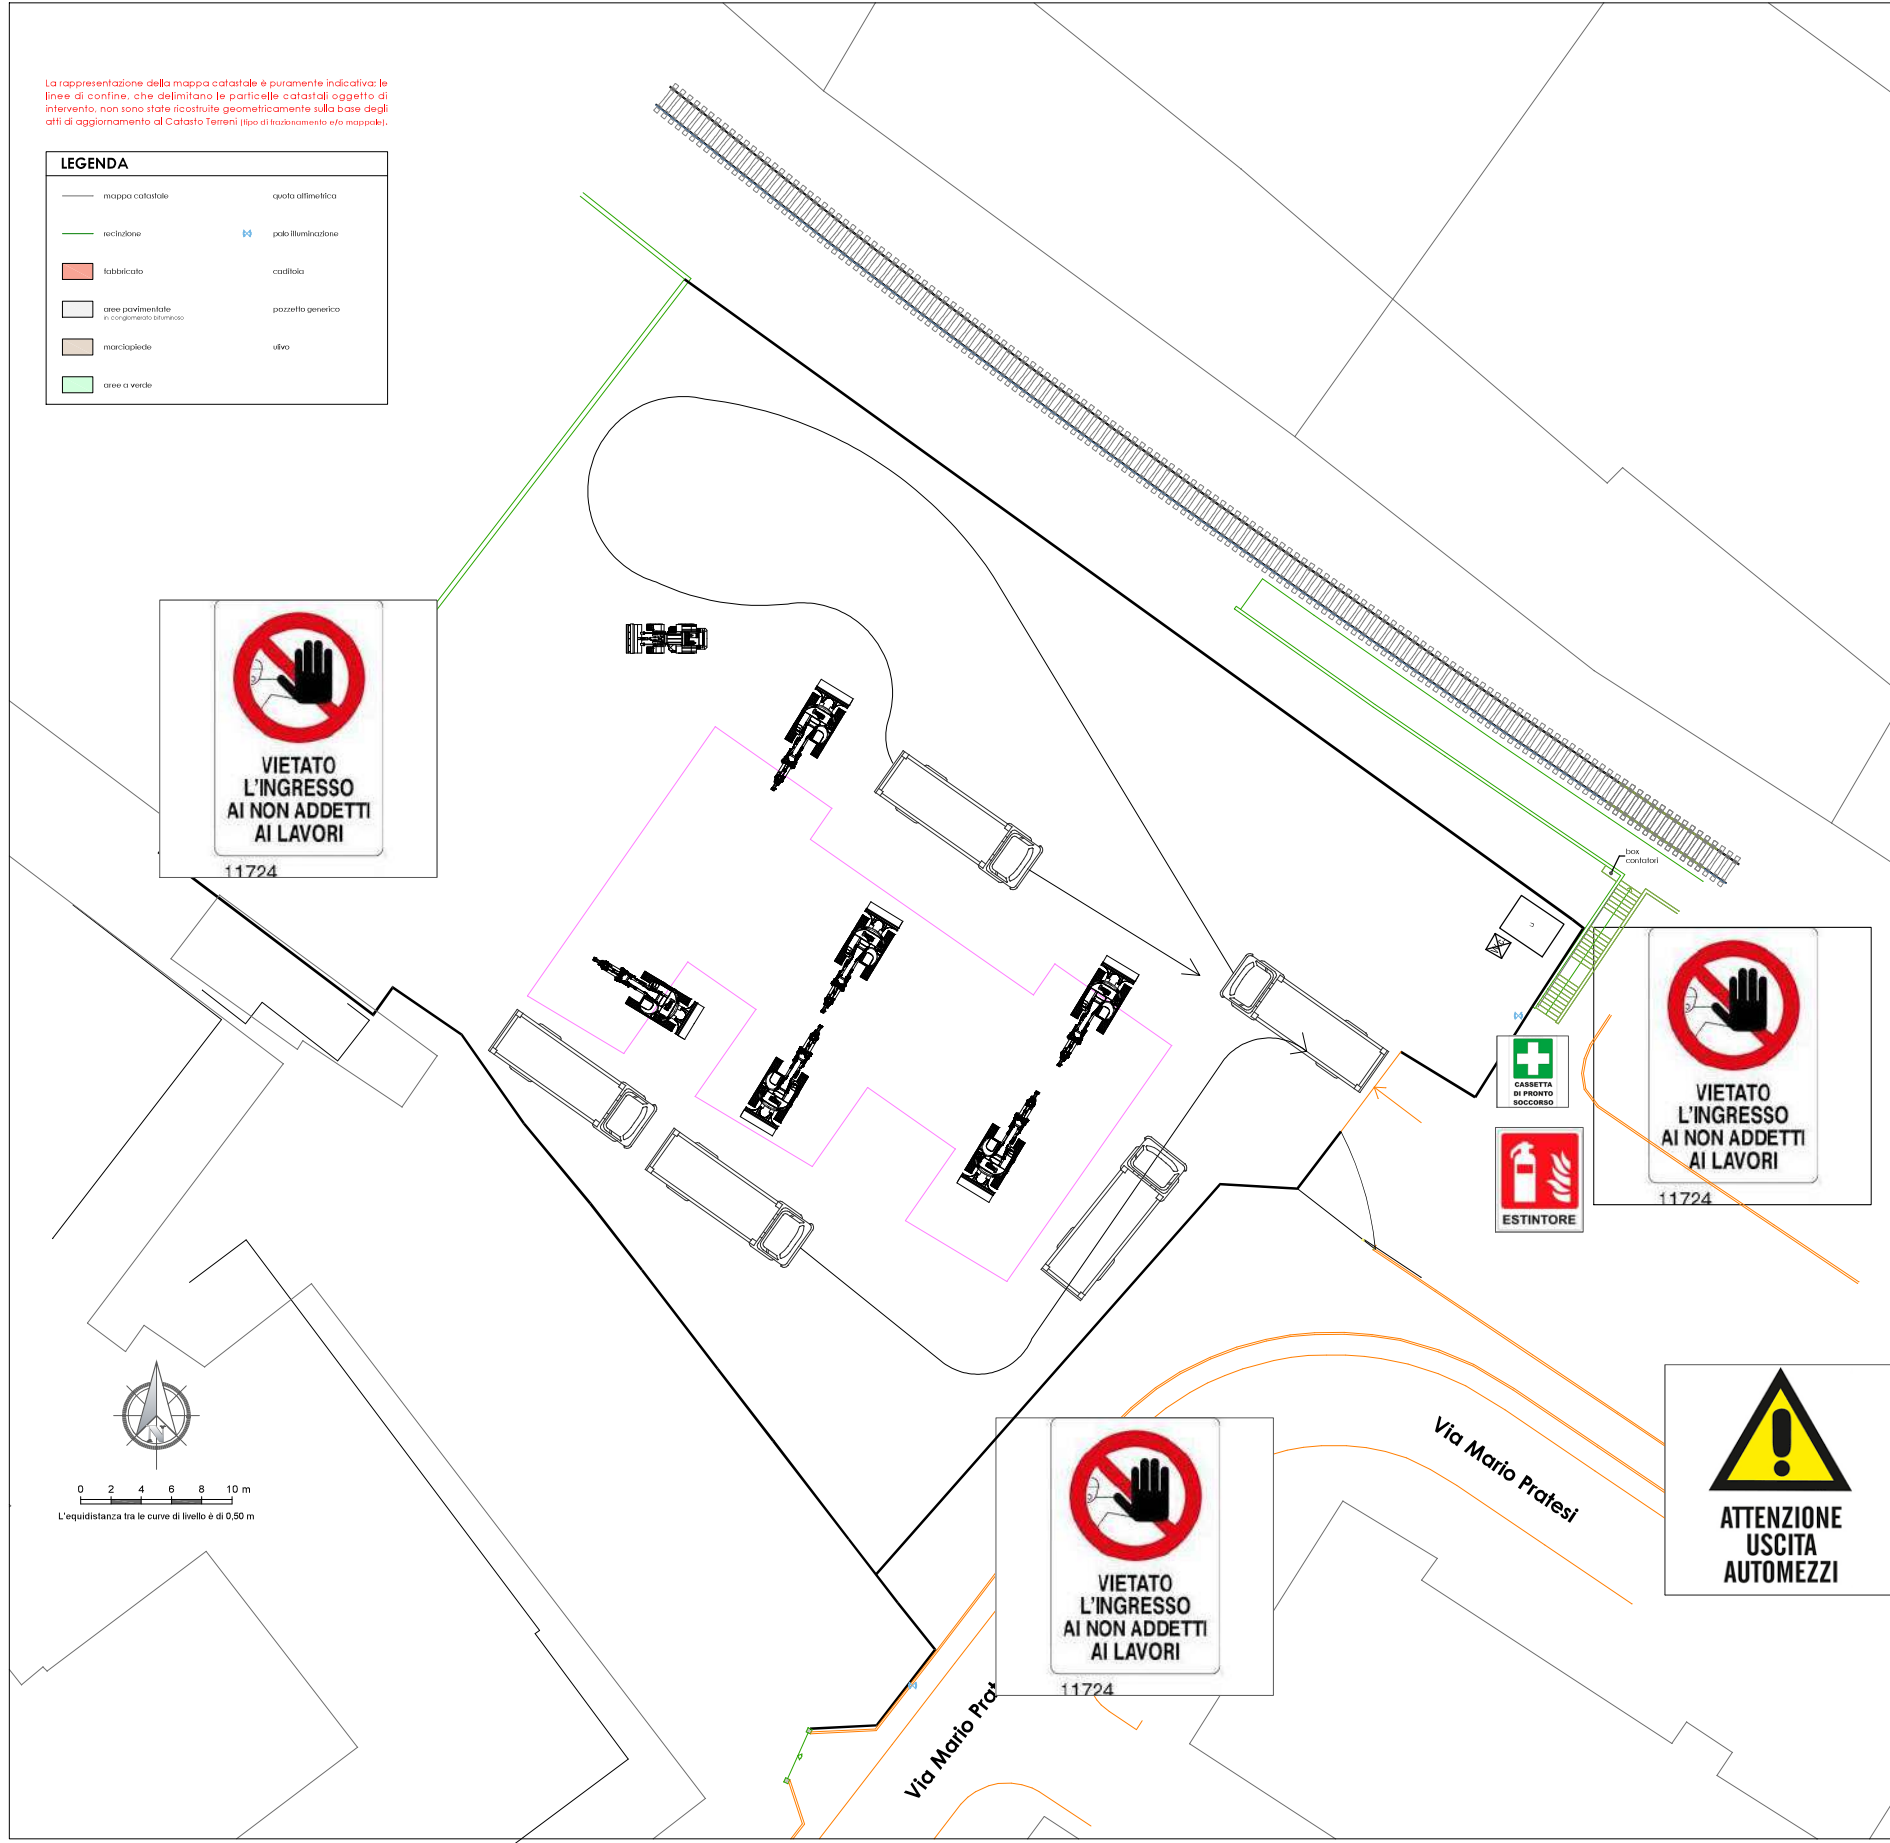 La rappresentazione della mappa catastale è puramente indicativa: le
linee di confine, che delimitano le particelle catastali oggetto di
intervento, non sono state ricostruite geometricamente sulla base degli
atti di aggiornamento al Catasto Terreni (tipo di frazionamento e/o mappale).
LEGENDA
mappa catastale
quota altimetrica
recinzione
palo illuminazione
fabbricato
caditoia
aree pavimentate
in conglomerato bituminoso
pozzetto generico
marciapiede
ulivo
aree a verde
VIETATO
L'INGRESSO
AI NON ADDETTI
AI LAVORI
11724
box
contatori
CASSETTA
DI PRONTO
SOCCORSO
ESTINTORE
VIETATO
L'INGRESSO
AI NON ADDETTI
AI LAVORI
11724
N
0 2 4 6 8 10 m
L'equidistanza tra le curve di livello è di 0,50 m
Via Mario Pratesi
ATTENZIONE
USCITA
AUTOMEZZI
VIETATO
L'INGRESSO
AI NON ADDETTI
AI LAVORI
11724
Via Mario Prat